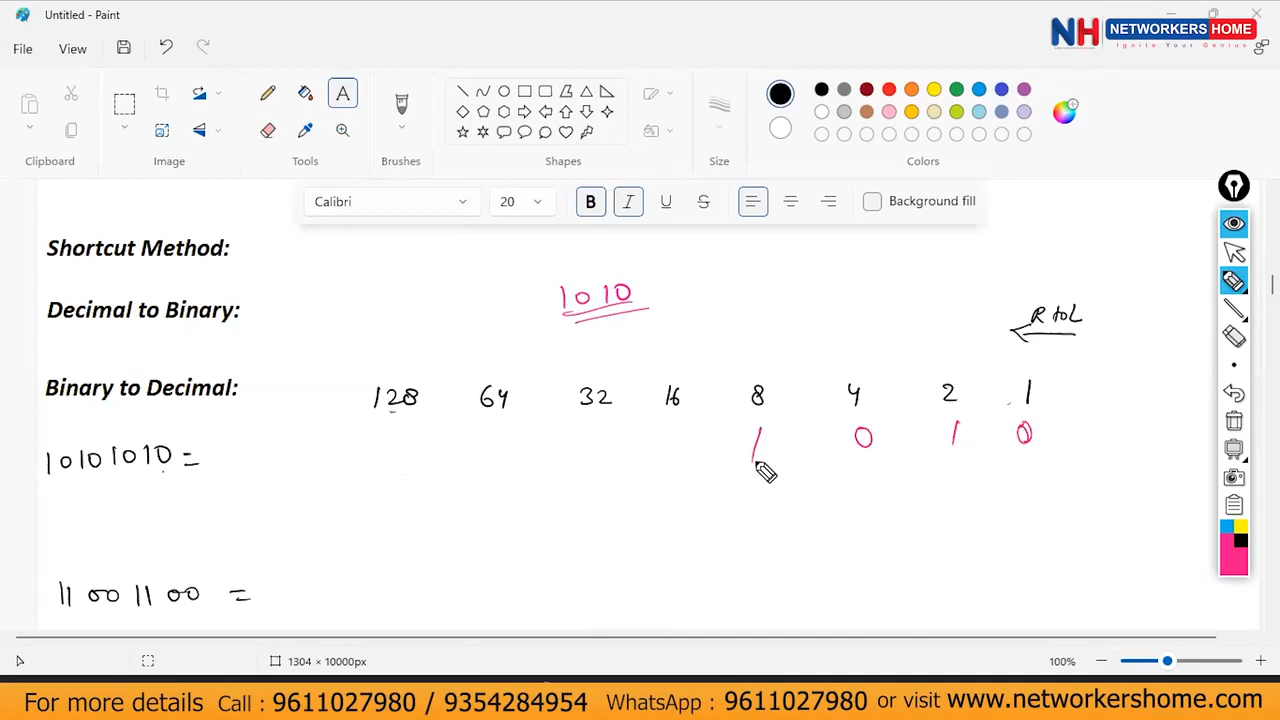 Untitled - Paint
NH NETWORKERS HOME
Ignite Your Genius
File View
Clipboard Image Tools Brushes Shapes Size Colors
Calibri 20 B I U S Background fill
Shortcut Method:
1010
Decimal to Binary:
R to L
Binary to Decimal:
128 64 32 16 8 4 2 1
1 0 1 0
10101010 =
11001100 =
1304 × 10000px 100%
For more details Call : 9611027980 / 9354284954 WhatsApp : 9611027980 or visit www.networkershome.com